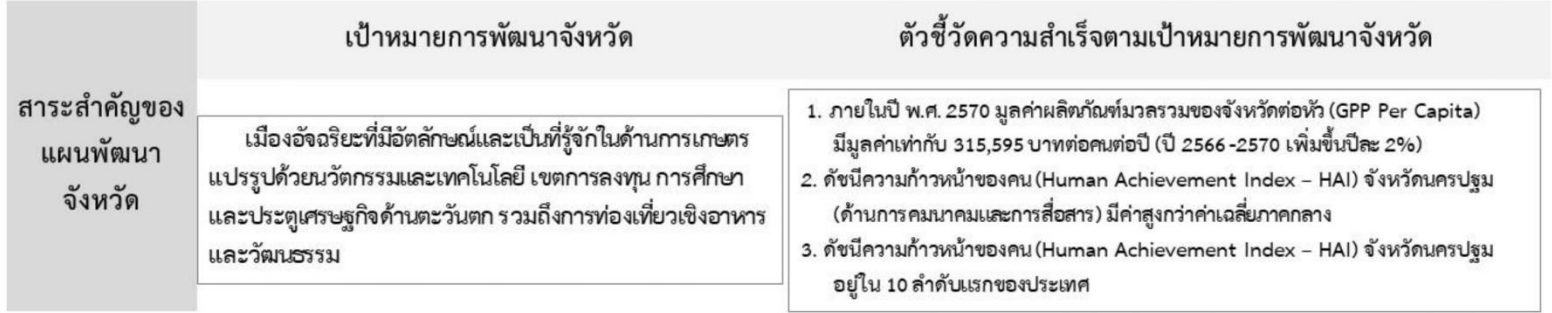 เป้าหมายการพัฒนาจังหวัด
ตัวชี้วัดความสำเร็จตามเป้าหมายการพัฒนาจังหวัด
สาระสำคัญของ
แผนพัฒนา
จังหวัด
เมืองอัจฉริยะที่มีอัตลักษณ์และเป็นที่รู้จักในด้านการเกษตร
แปรรูปด้วยนวัตกรรมและเทคโนโลยี เขตการลงทุน การศึกษา
และประตูเศรษฐกิจด้านตะวันตก รวมถึงการท่องเที่ยวเชิงอาหาร
และวัฒนธรรม
1. ภายในปี พ.ศ. 2570 มูลค่าผลิตภัณฑ์มวลรวมของจังหวัดต่อหัว (GPP Per Capita)
มีมูลค่าเท่ากับ 315,595 บาทต่อคนต่อปี (ปี 2566 -2570 เพิ่มขึ้นปีละ 2%)
2. ดัชนีความก้าวหน้าของคน (Human Achievement Index – HAI) จังหวัดนครปฐม
(ด้านการคมนาคมและการสื่อสาร) มีค่าสูงกว่าค่าเฉลี่ยภาคกลาง
3. ดัชนีความก้าวหน้าของคน (Human Achievement Index – HAI) จังหวัดนครปฐม
อยู่ใน 10 ลำดับแรกของประเทศ